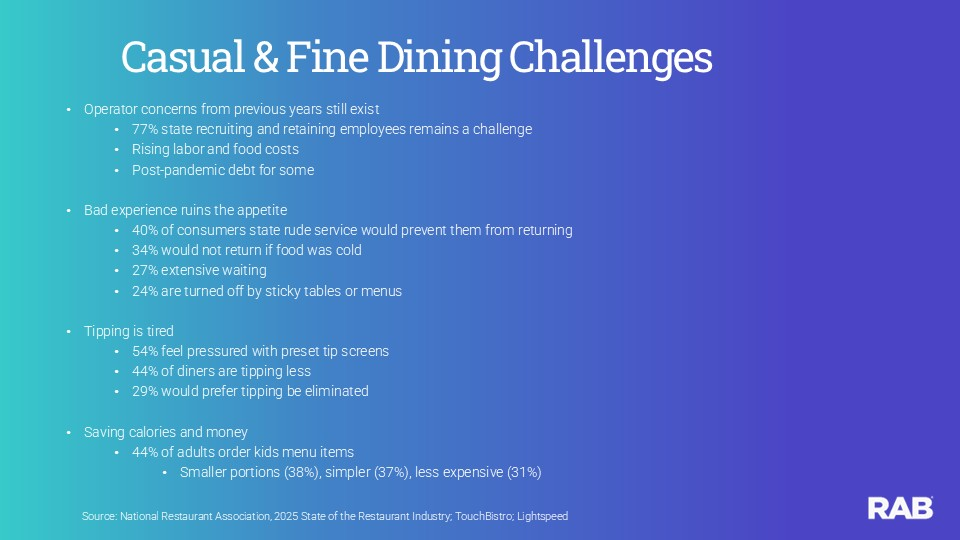 Casual & Fine Dining Challenges
• Operator concerns from previous years still exist
• 77% state recruiting and retaining employees remains a challenge
• Rising labor and food costs
• Post-pandemic debt for some
• Bad experience ruins the appetite
• 40% of consumers state rude service would prevent them from returning
• 34% would not return if food was cold
• 27% extensive waiting
• 24% are turned off by sticky tables or menus
• Tipping is tired
• 54% feel pressured with preset tip screens
• 44% of diners are tipping less
• 29% would prefer tipping be eliminated
• Saving calories and money
• 44% of adults order kids menu items
• Smaller portions (38%), simpler (37%), less expensive (31%)
Source: National Restaurant Association, 2025 State of the Restaurant Industry; TouchBistro; Lightspeed
RAB